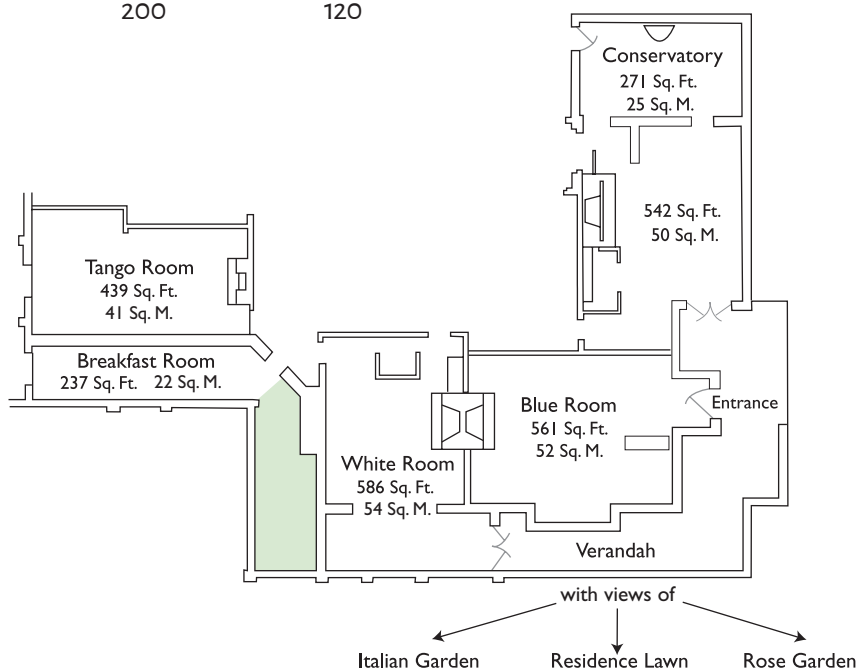 200 120
Conservatory
271 Sq. Ft.
25 Sq. M.
542 Sq. Ft.
50 Sq. M.
Tango Room
439 Sq. Ft.
41 Sq. M.
Breakfast Room
237 Sq. Ft. 22 Sq. M.
Blue Room
561 Sq. Ft.
52 Sq. M.
Entrance
White Room
586 Sq. Ft.
54 Sq. M.
Verandah
with views of
Italian Garden Residence Lawn Rose Garden